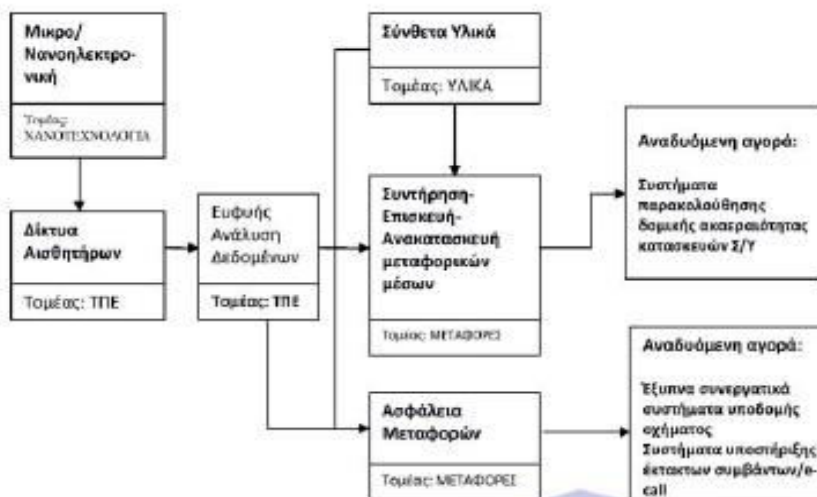 Μικρο/
Νανοηλεκτρο-
νική
Τομέας:
ΝΑΝΟΤΕΧΝΟΛΟΓΙΑ
Δίκτυα
Αισθητήρων
Τομέας: ΤΠΕ
Ευφυής
Ανάλυση
Δεδομένων
Τομέας: ΤΠΕ
Σύνθετα Υλικά
Τομέας: ΥΛΙΚΑ
Συντήρηση-
Επισκευή-
Ανακατασκευή
μεταφορικών
μέσων
Τομέας: ΜΕΤΑΦΟΡΕΣ
Ασφάλεια
Μεταφορών
Τομέας: ΜΕΤΑΦΟΡΕΣ
Αναδυόμενη αγορά:
Συστήματα
παρακολούθησης
δομικής ακαεραιότητας
κατασκευών Σ/Υ
Αναδυόμενη αγορά:
Έξυπνα συνεργατικά
συστήματα υποδομής
οχήματος
Συστήματα υποστήριξης
έκτακτων συμβάντων/e-
call